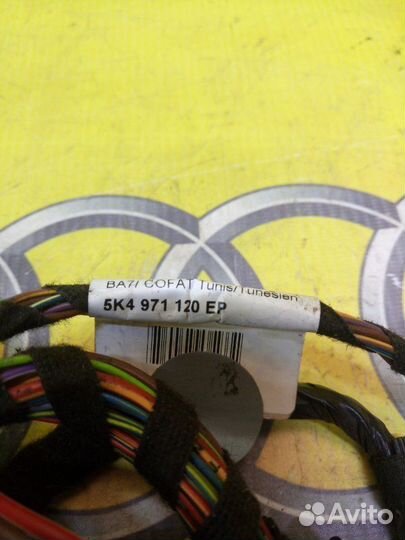 BA7/ COFAT Tunis/Tunesien
5K4 971 120 EP
Avito